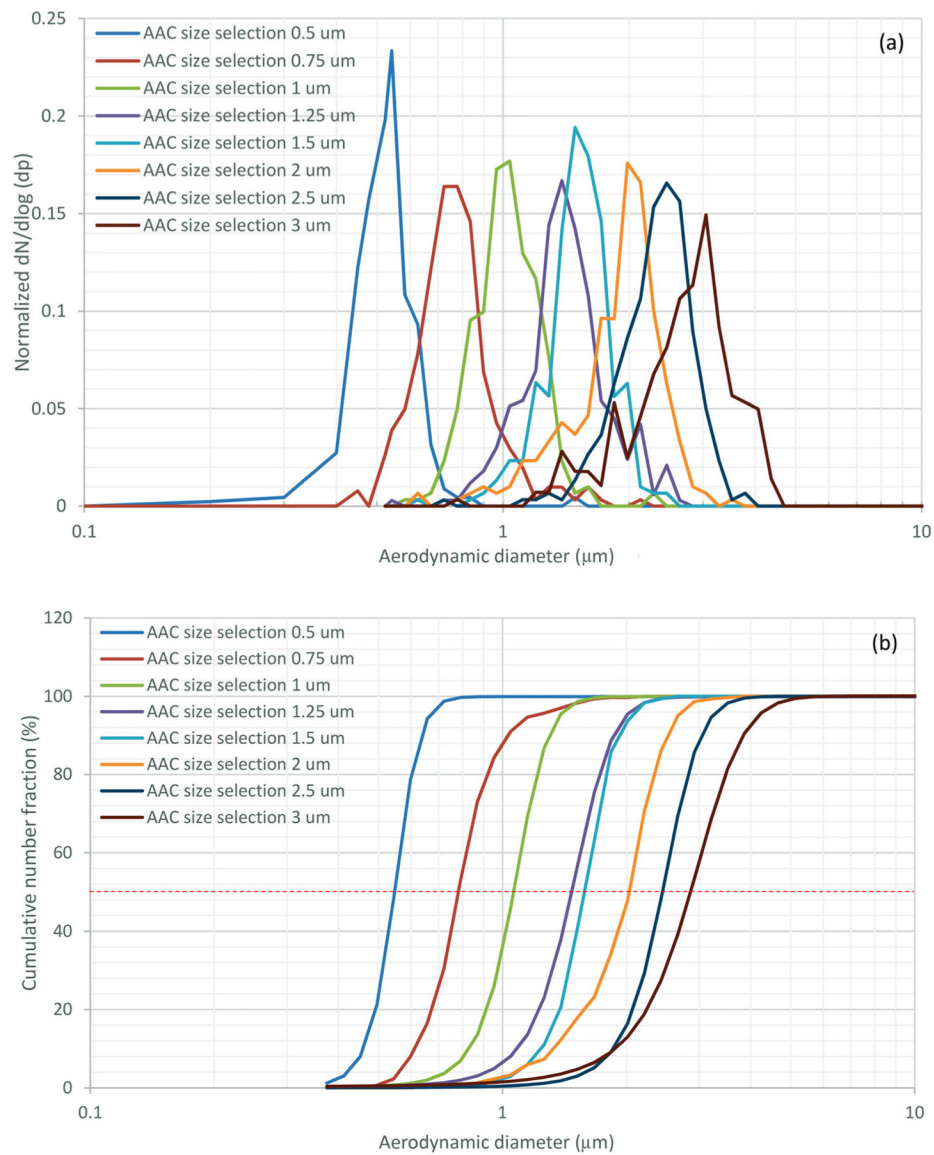 0.25
0.2
0.15
0.1
0.05
0
Normalized dN/dlog (dp)
AAC size selection 0.5 um
AAC size selection 0.75 um
AAC size selection 1 um
AAC size selection 1.25 um
AAC size selection 1.5 um
AAC size selection 2 um
AAC size selection 2.5 um
AAC size selection 3 um
(a)
0.1 1 10
Aerodynamic diameter (μm)
120
100
80
60
40
20
0
Cumulative number fraction (%)
AAC size selection 0.5 um
AAC size selection 0.75 um
AAC size selection 1 um
AAC size selection 1.25 um
AAC size selection 1.5 um
AAC size selection 2 um
AAC size selection 2.5 um
AAC size selection 3 um
(b)
0.1 1 10
Aerodynamic diameter (μm)